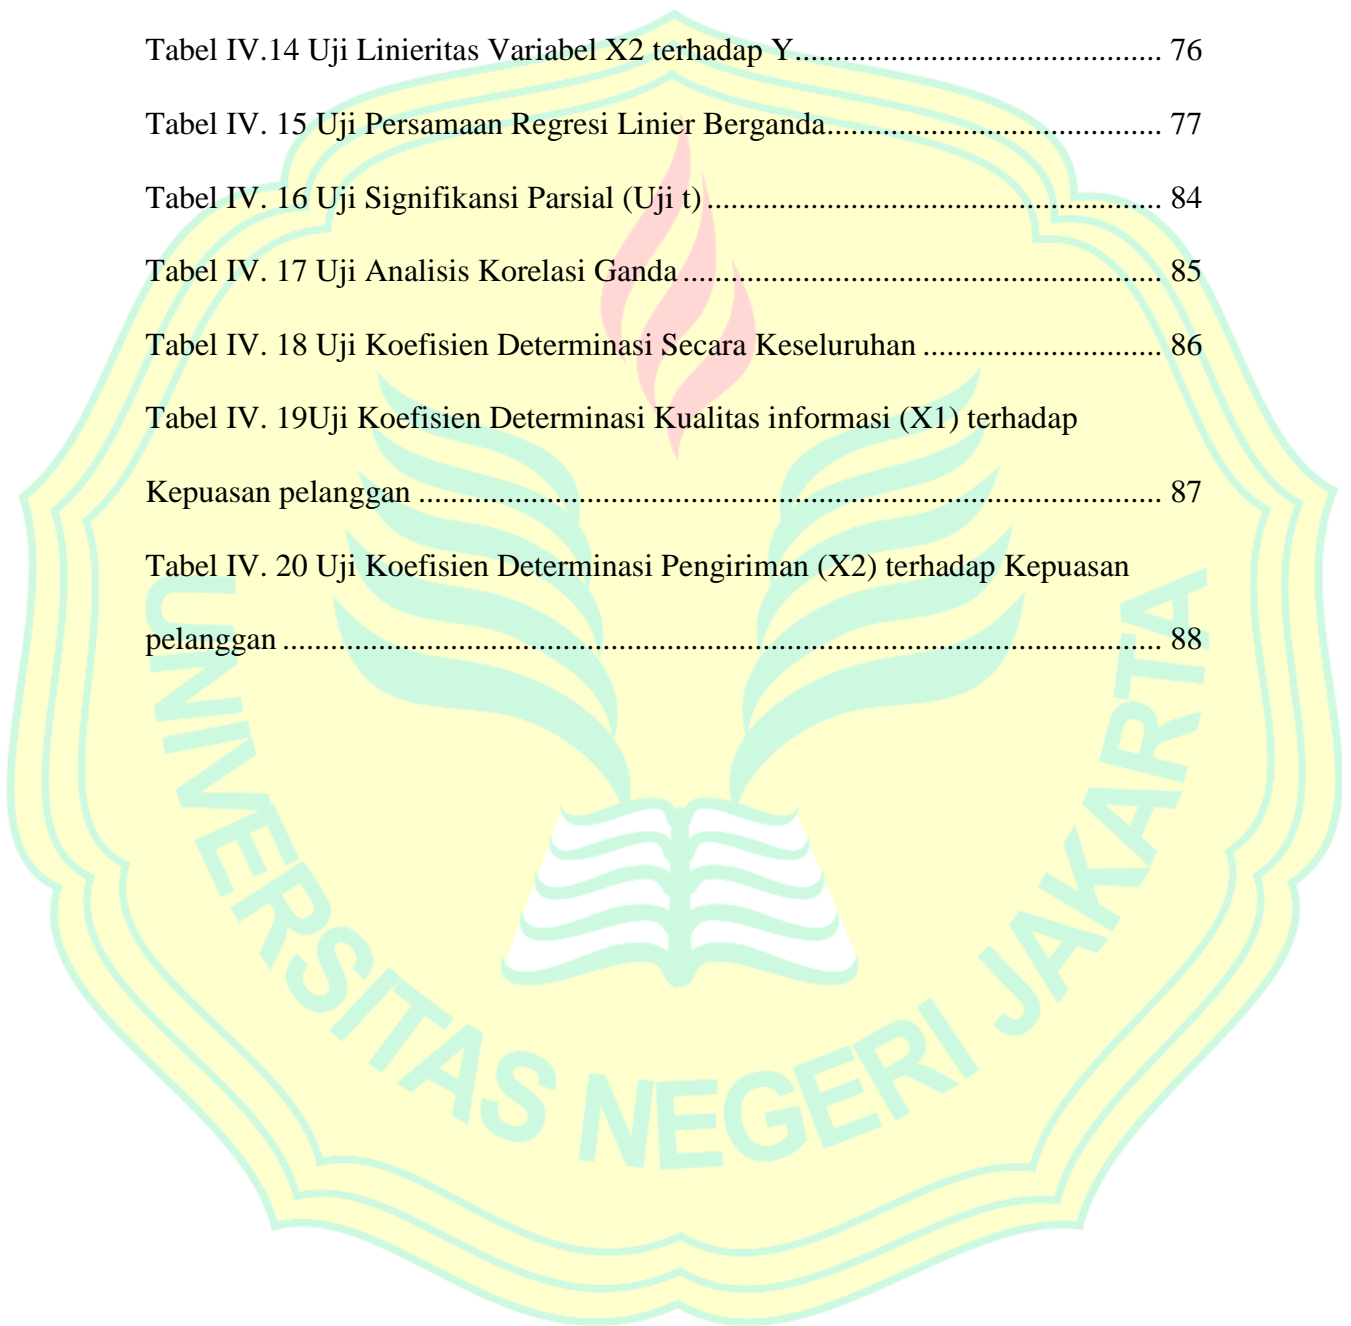 Tabel IV.14 Uji Linieritas Variabel X2 terhadap Y............................................. 76
Tabel IV. 15 Uji Persamaan Regresi Linier Berganda......................................... 77
Tabel IV. 16 Uji Signifikansi Parsial (Uji t) ........................................................ 84
Tabel IV. 17 Uji Analisis Korelasi Ganda ........................................................... 85
Tabel IV. 18 Uji Koefisien Determinasi Secara Keseluruhan ............................. 86
Tabel IV. 19Uji Koefisien Determinasi Kualitas informasi (X1) terhadap
Kepuasan pelanggan ............................................................................................ 87
Tabel IV. 20 Uji Koefisien Determinasi Pengiriman (X2) terhadap Kepuasan
pelanggan ............................................................................................................. 88
UNIVERSITAS NEGERI JAKARTA